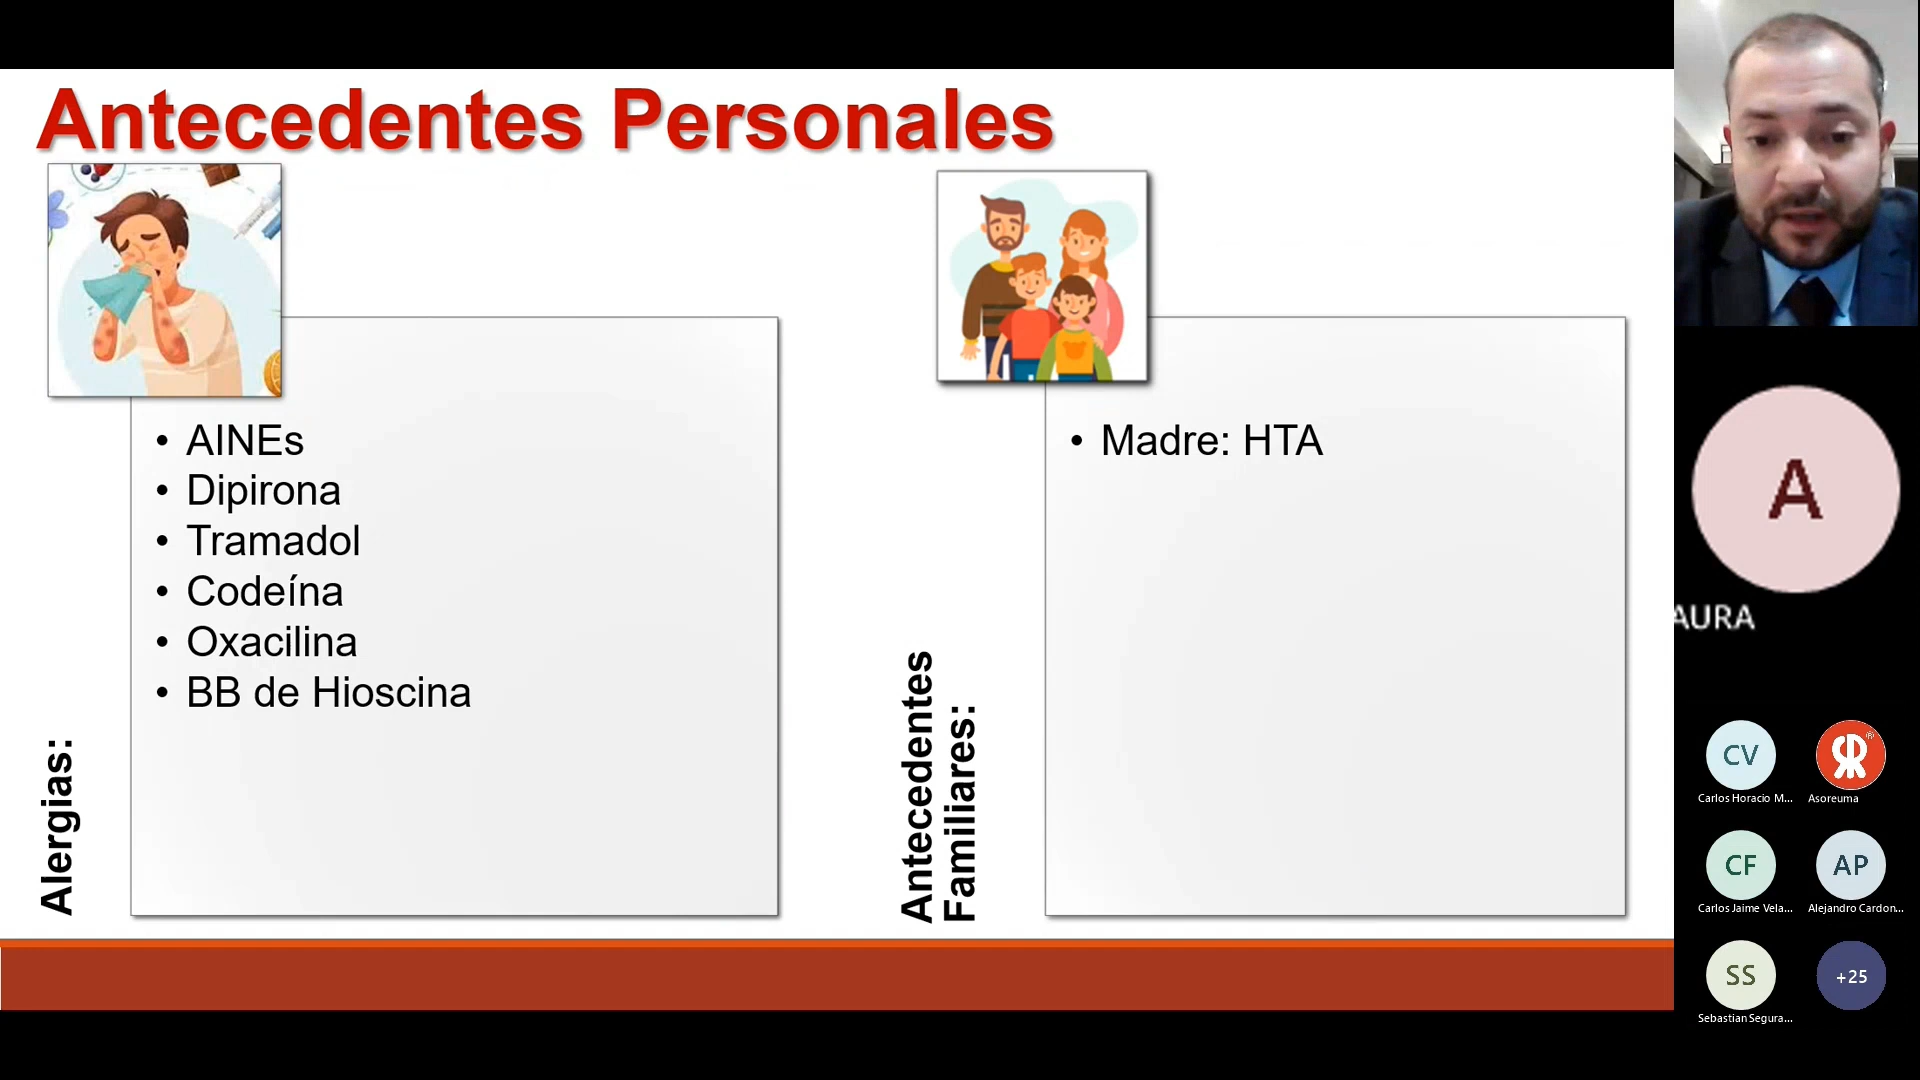 Antecedentes Personales
• AINEs
• Dipirona
• Tramadol
• Codeína
• Oxacilina
• BB de Hioscina
Alergias:
• Madre: HTA
Antecedentes
Familiares:
A
AURA
CV
Carlos Horacio M...
Asoreuma
CF
Carlos Jaime Vela...
AP
Alejandro Cardon...
SS
Sebastian Segura...
+25